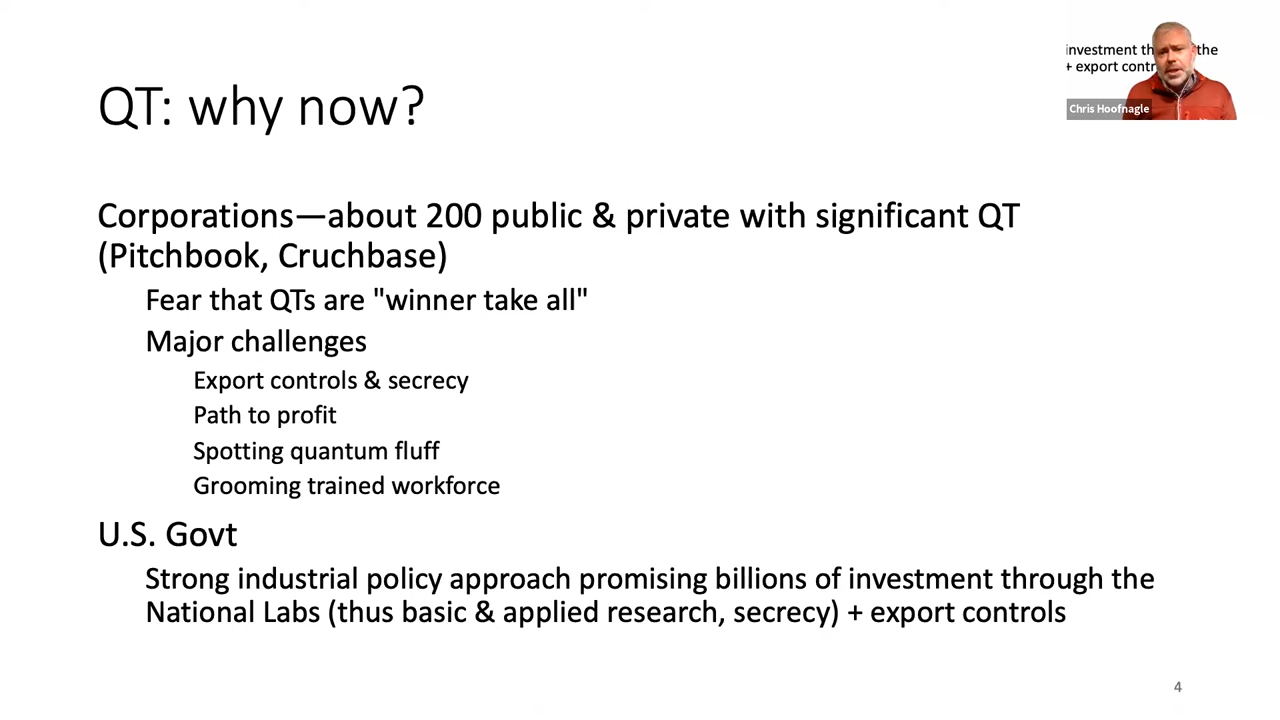 QT: why now?
investment th the
+ export contr
Chris Hoofnagle
Corporations—about 200 public & private with significant QT
(Pitchbook, Cruchbase)
Fear that QTs are "winner take all"
Major challenges
Export controls & secrecy
Path to profit
Spotting quantum fluff
Grooming trained workforce
U.S. Govt
Strong industrial policy approach promising billions of investment through the
National Labs (thus basic & applied research, secrecy) + export controls
4